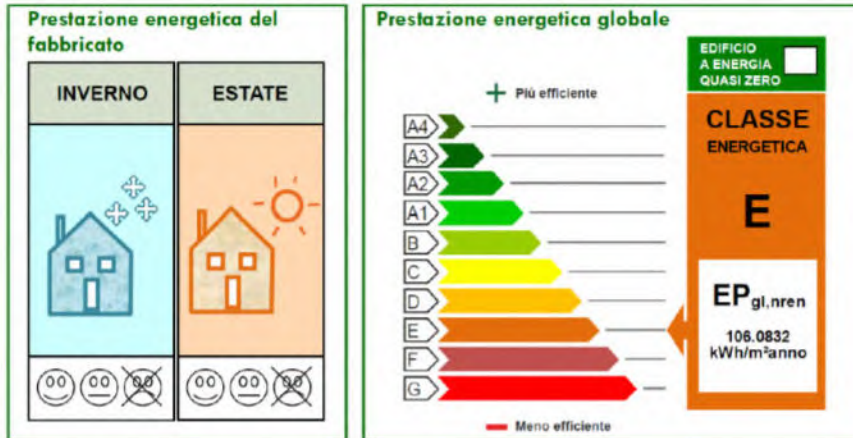 Prestazione energetica del
fabbricato
INVERNO
ESTATE
Prestazione energetica globale
EDIFICIO
A ENERGIA
QUASI ZERO
+ Più efficiente
A4
A3
A2
A1
B
C
D
E
F
G
Meno efficiente
CLASSE
ENERGETICA
E
EPgl,nren
106.0832
kWh/m²anno